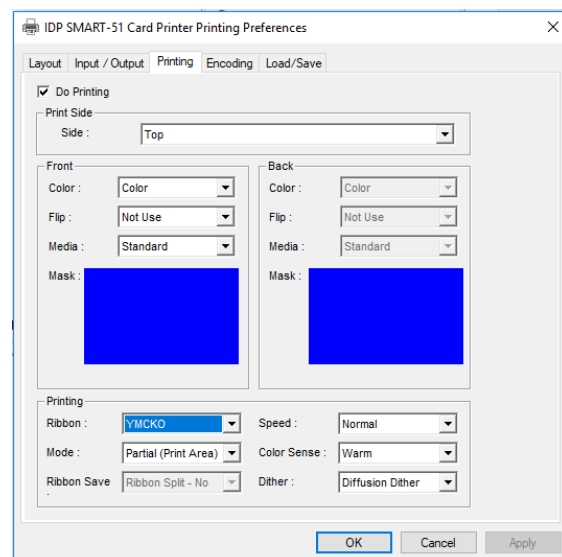 IDP SMART-51 Card Printer Printing Preferences
Layout Input / Output Printing Encoding Load/Save
Do Printing
Print Side
Side : Top
Front Back
Color : Color Color : Color
Flip : Not Use Flip : Not Use
Media : Standard Media : Standard
Mask : Mask :
Printing
Ribbon : YMCKO Speed : Normal
Mode : Partial (Print Area) Color Sense : Warm
Ribbon Save : Ribbon Split - No Dither : Diffusion Dither
OK Cancel Apply